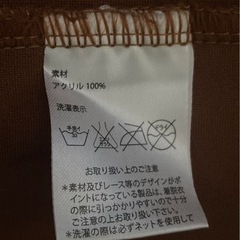 素材
アクリル 100%
洗濯表示
手洗イ
お取り扱い上のご注意
*素材及びレース等のデザインがポ
イントになっている製品は、着脱衣
の際に引っかかりやすいので十分
ご注意の上お取り扱い下さい。
*洗濯の際は必ずネットを使用して